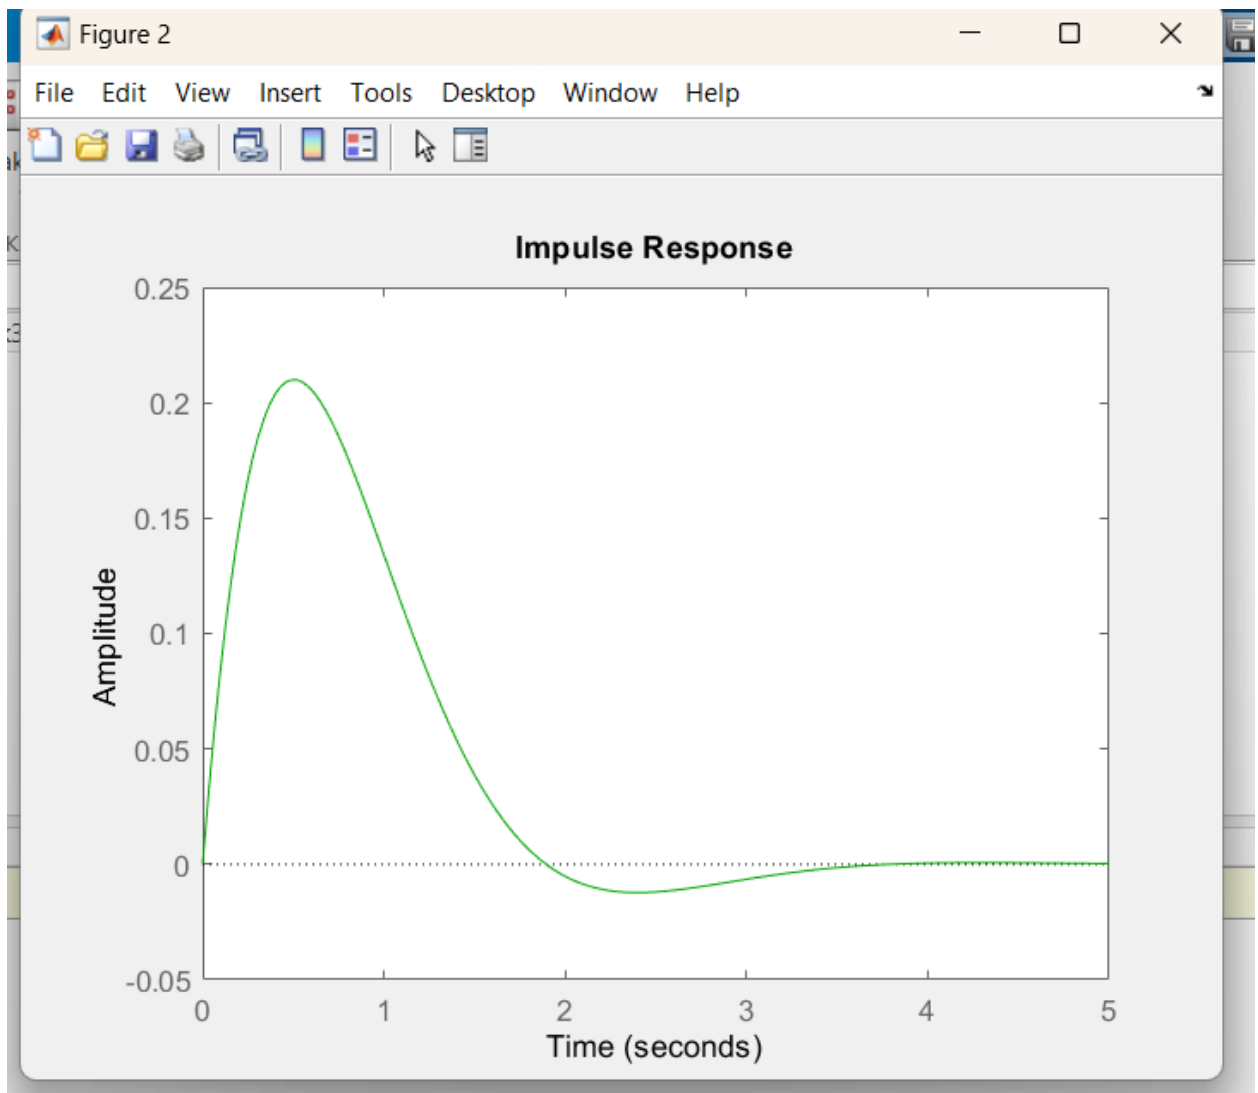 Figure 2
File Edit View Insert Tools Desktop Window Help
Impulse Response
0.25
0.2
0.15
0.1
0.05
0
-0.05
Amplitude
0 1 2 3 4 5
Time (seconds)